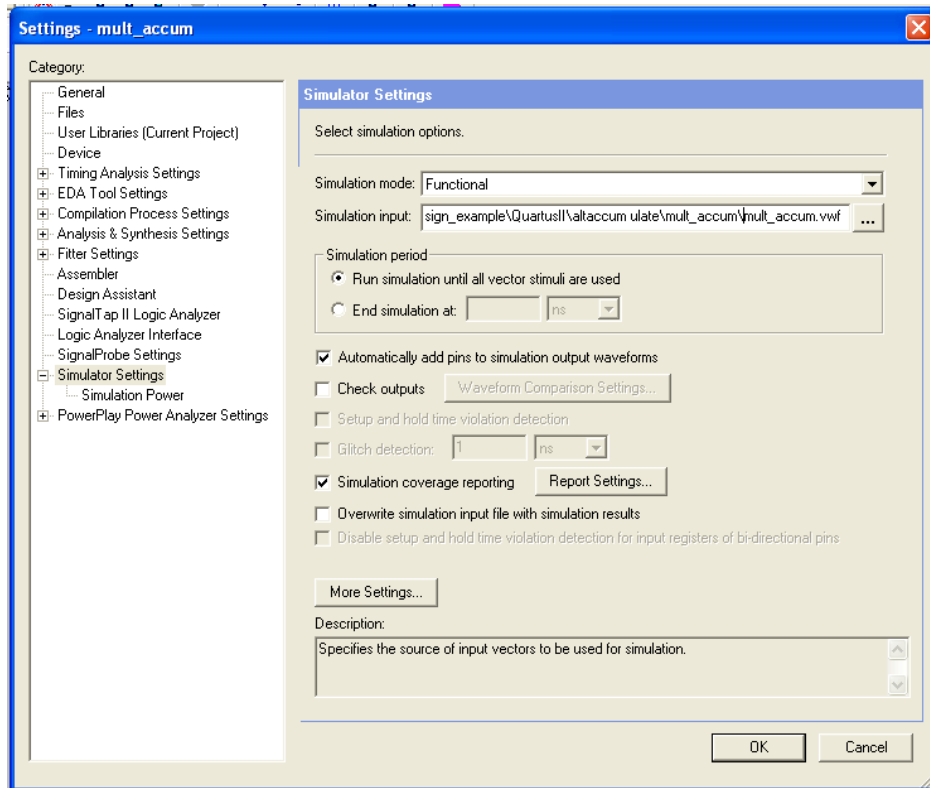 Settings - mult_accum
Category:
General
Files
User Libraries (Current Project)
Device
Timing Analysis Settings
EDA Tool Settings
Compilation Process Settings
Analysis & Synthesis Settings
Fitter Settings
Assembler
Design Assistant
SignalTap II Logic Analyzer
Logic Analyzer Interface
SignalProbe Settings
Simulator Settings
Simulation Power
PowerPlay Power Analyzer Settings
Simulator Settings
Select simulation options.
Simulation mode: Functional
Simulation input: sign_example\QuartusII\altaccum ulate\mult_accum\mult_accum.vwf ...
Simulation period
Run simulation until all vector stimuli are used
End simulation at: ns
Automatically add pins to simulation output waveforms
Check outputs Waveform Comparison Settings...
Setup and hold time violation detection
Glitch detection: 1 ns
Simulation coverage reporting Report Settings...
Overwrite simulation input file with simulation results
Disable setup and hold time violation detection for input registers of bi-directional pins
More Settings...
Description:
Specifies the source of input vectors to be used for simulation.
OK Cancel